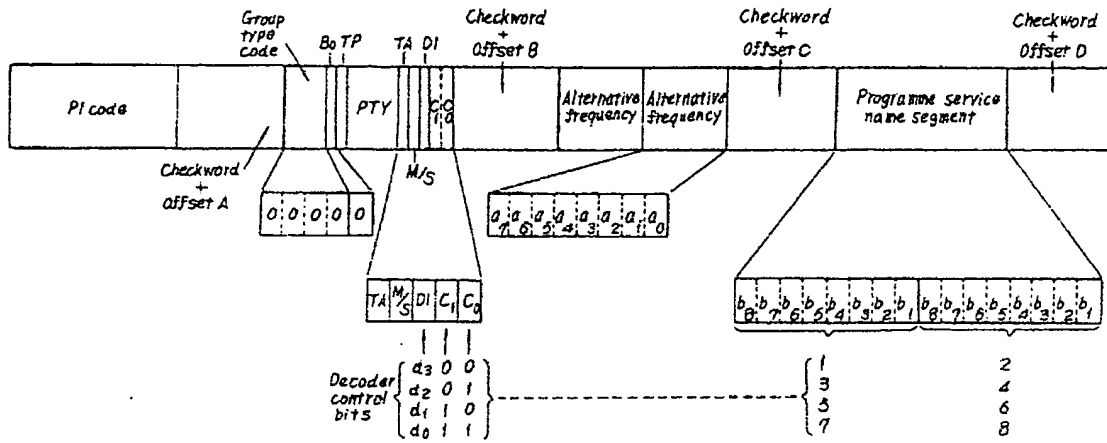 Group type code
B0 TP
TA DI
Checkword + Offset B
Checkword + Offset C
Checkword + Offset D
PI code
PTY
C1 C0
Alternative frequency
Alternative frequency
Programme service name segment
Checkword + Offset A
M/S
0 0 0 0 0
a7 a6 a5 a4 a3 a2 a1 a0
TA M/S DI C1 C0
b8 b7 b6 b5 b4 b3 b2 b1 b8 b7 b6 b5 b4 b3 b2 b1
Decoder control bits
d3 0 0
d2 0 1
d1 1 0
d0 1 1
1 2
3 4
5 6
7 8